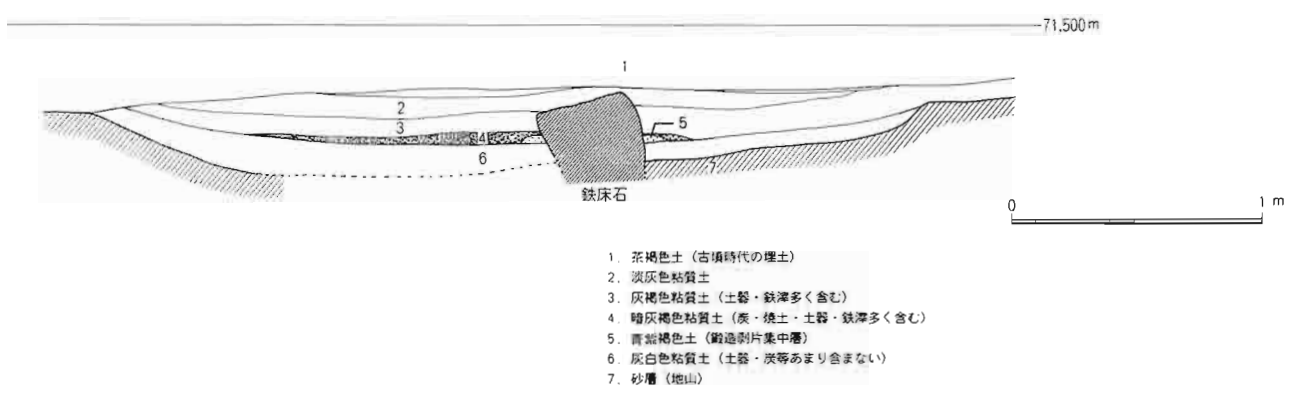 71,500m
1
2
3
5
4
6
7
鉄床石
0 1 m
1. 茶褐色土（古墳時代の埋土）
2. 淡灰色粘質土
3. 灰褐色粘質土（土器・鉄滓多く含む）
4. 暗灰褐色粘質土（炭・焼土・土器・鉄滓多く含む）
5. 青紫褐色土（鍛造剥片集中層）
6. 灰白色粘質土（土器・炭等あまり含まない）
7. 砂層（地山）